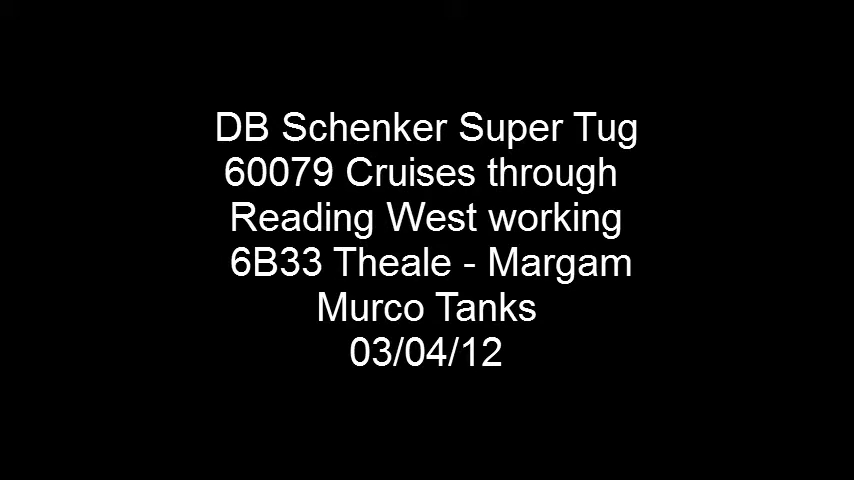 DB Schenker Super Tug
60079 Cruises through
Reading West working
6B33 Theale - Margam
Murco Tanks
03/04/12